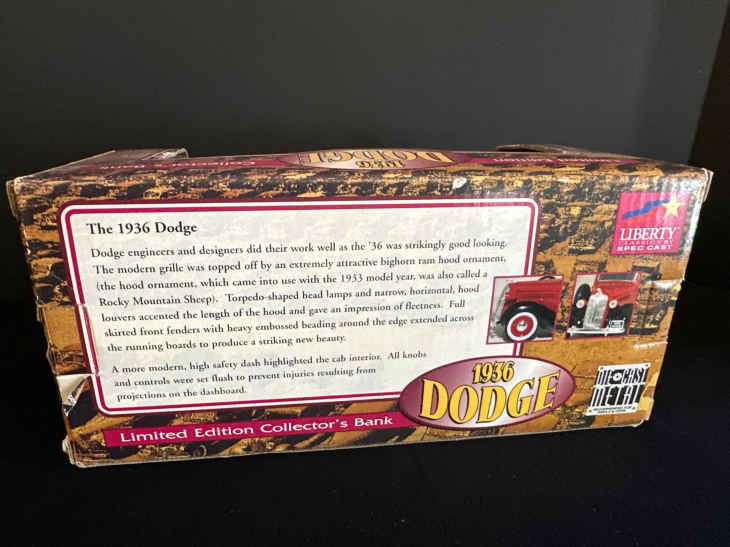 1936
DODGE
The 1936 Dodge
Dodge engineers and designers did their work well as the '36 was strikingly good looking.
The modern grille was topped off by an extremely attractive bighorn ram hood ornament,
(the hood ornament, which came into use with the 1933 model year, was also called a
Rocky Mountain Sheep). Torpedo-shaped head lamps and narrow, horizontal, hood
louvers accented the length of the hood and gave an impression of fleetness. Full
skirted front fenders with heavy embossed beading around the edge extended across
the running boards to produce a striking new beauty.
A more modern, high safety dash highlighted the cab interior. All knobs
and controls were set flush to prevent injuries resulting from
projections on the dashboard.
LIBERTY
CLASSICS BY
SPEC CAST
1936
DODGE
DIE-CAST
METAL
Limited Edition Collector's Bank